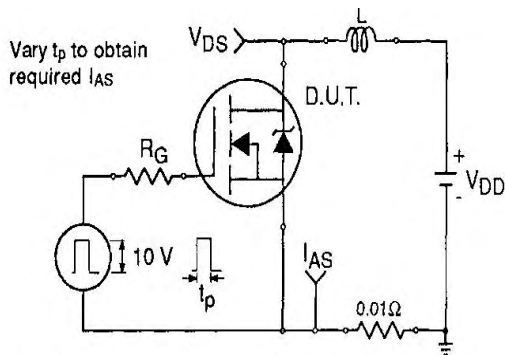 Vary tp to obtain
required IAS
VDS
L
D.U.T.
RG
+
VDD
-
10 V
tp
IAS
0.01Ω